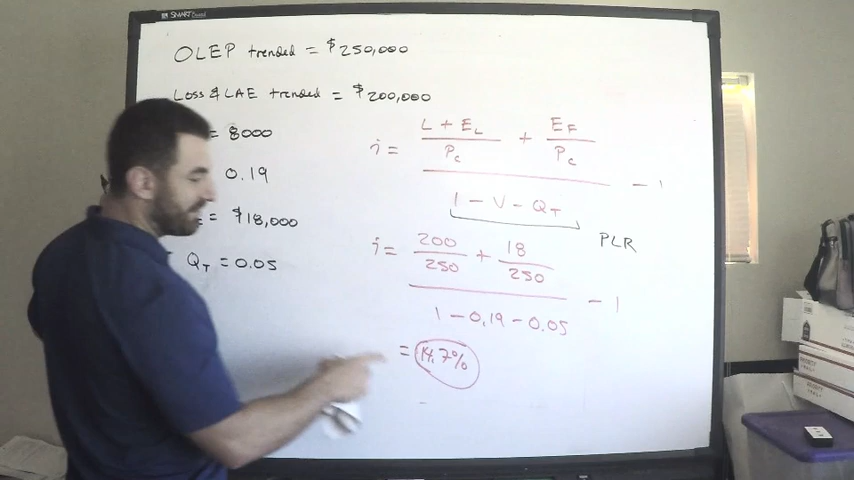 SMART Board
OLEP trended = $250,000
Loss & LAE trended = $200,000
= 8000
0.19
= $18,000
Q_T = 0.05
i = (L + E_L)/P_C + E_F/P_C
1 - V - Q_T
- 1
PLR
i = 200/250 + 18/250
1 - 0.19 - 0.05
- 1
= 14.7%